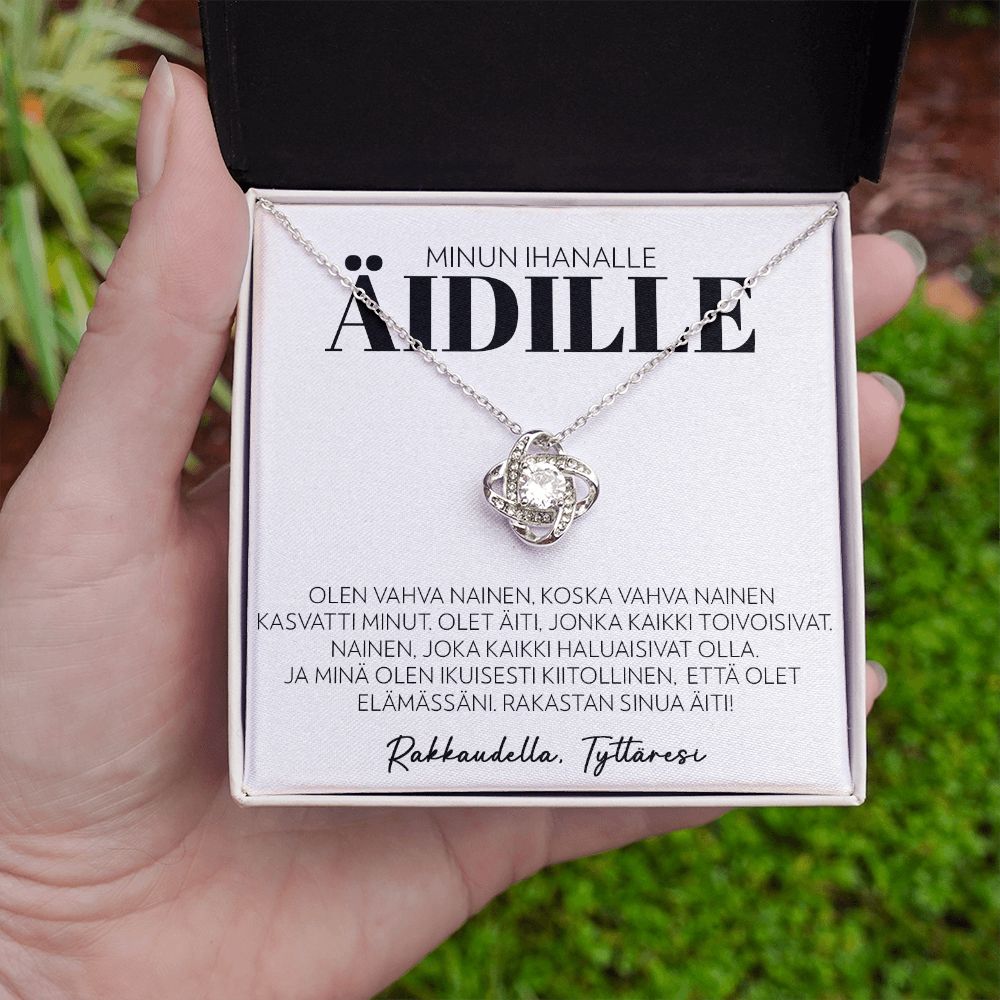 MINUN IHANALLE
ÄIDILLE
OLEN VAHVA NAINEN, KOSKA VAHVA NAINEN
KASVATTI MINUT. OLET ÄITI, JONKA KAIKKI TOIVOISIVAT.
NAINEN, JOKA KAIKKI HALUAISIVAT OLLA.
JA MINÄ OLEN IKUISESTI KIITOLLINEN, ETTÄ OLET
ELÄMÄSSÄNI. RAKASTAN SINUA ÄITI!
Rakkaudella, Tyttäresi